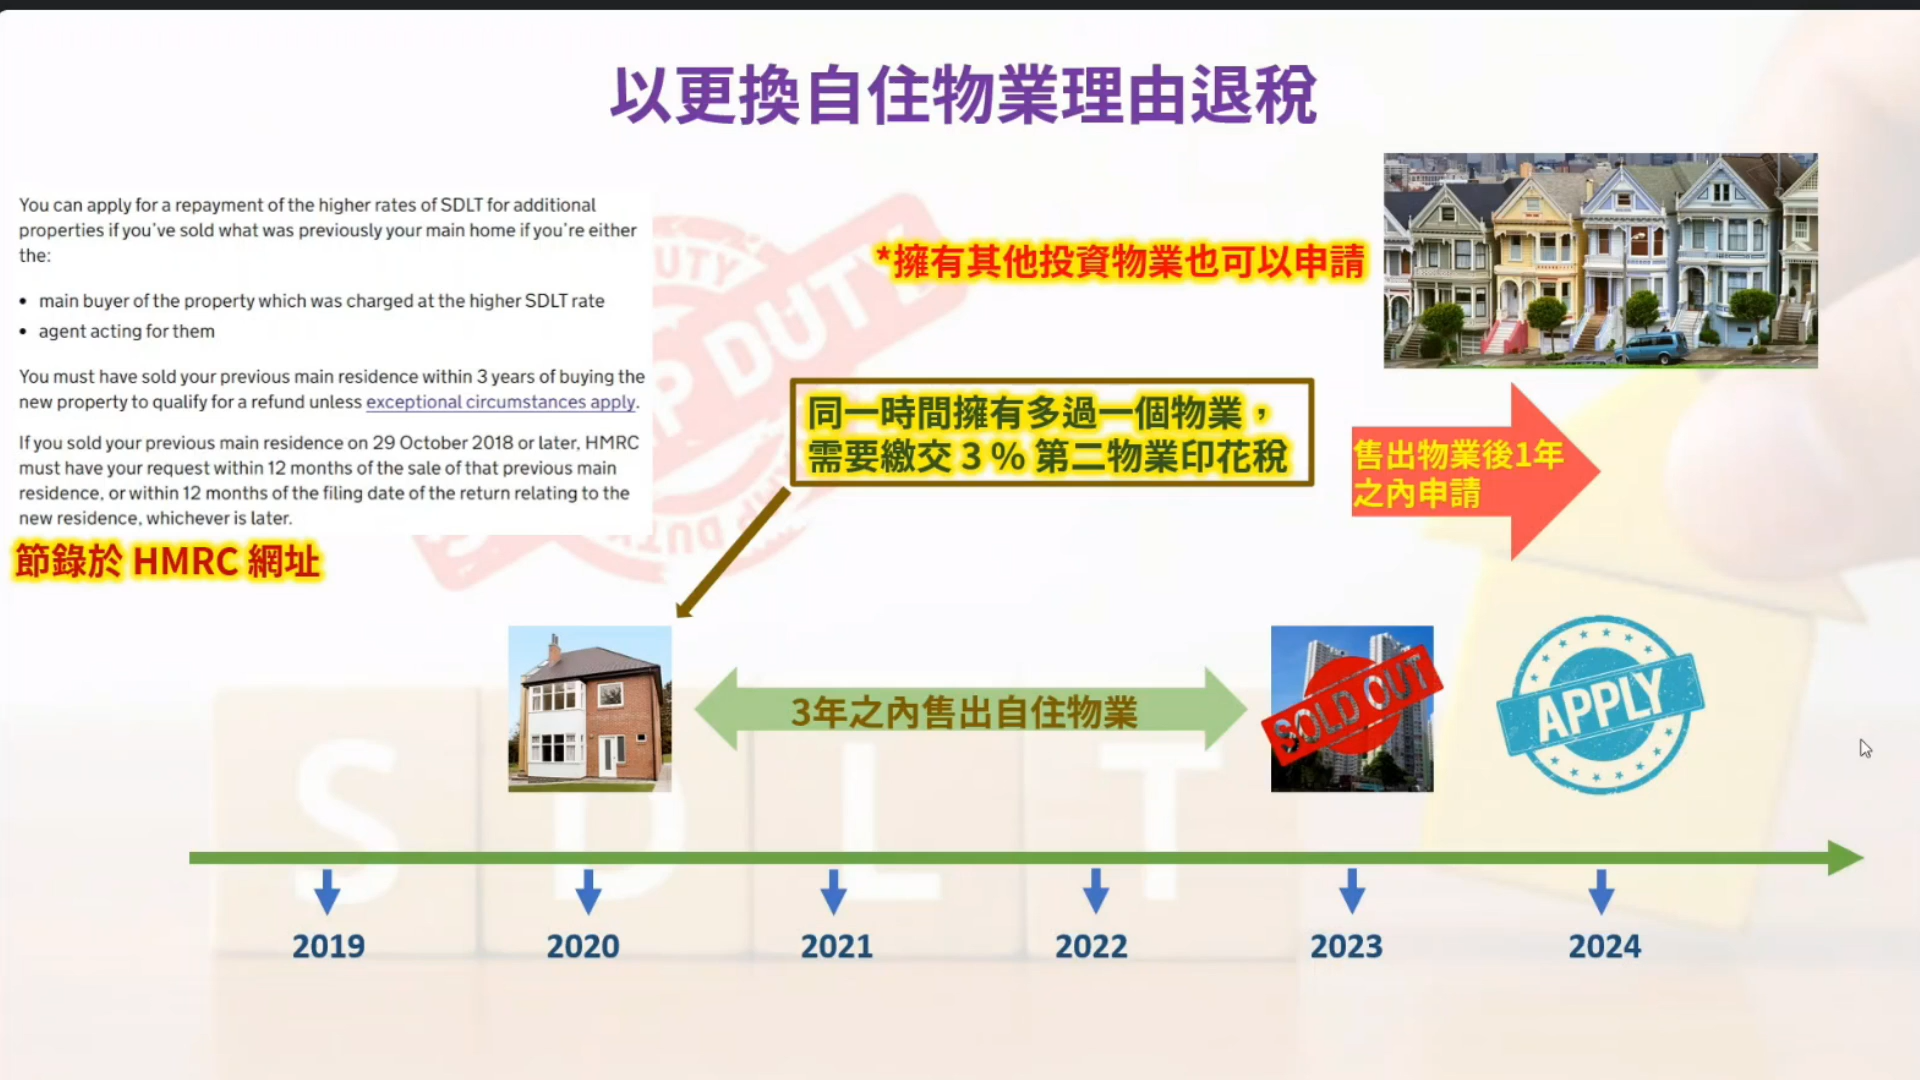 以更換自住物業理由退稅
You can apply for a repayment of the higher rates of SDLT for additional
properties if you've sold what was previously your main home if you're either
the:
• main buyer of the property which was charged at the higher SDLT rate
• agent acting for them
You must have sold your previous main residence within 3 years of buying the
new property to qualify for a refund unless exceptional circumstances apply.
If you sold your previous main residence on 29 October 2018 or later, HMRC
must have your request within 12 months of the sale of that previous main
residence, or within 12 months of the filing date of the return relating to the
new residence, whichever is later.
節錄於 HMRC 網址
*擁有其他投資物業也可以申請
同一時間擁有多過一個物業，
需要繳交 3 % 第二物業印花稅
售出物業後1年
之內申請
3年之內售出自住物業
SOLD OUT
APPLY
UTY
P DUTY
S D L T
2019
2020
2021
2022
2023
2024